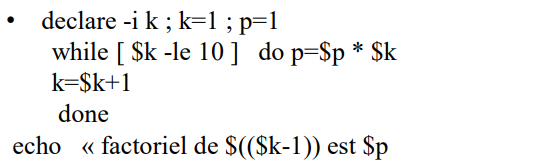 • declare -i k ; k=1 ; p=1
while [ $k -le 10 ] do p=$p * $k
k=$k+1
done
echo « factoriel de $(($k-1)) est $p